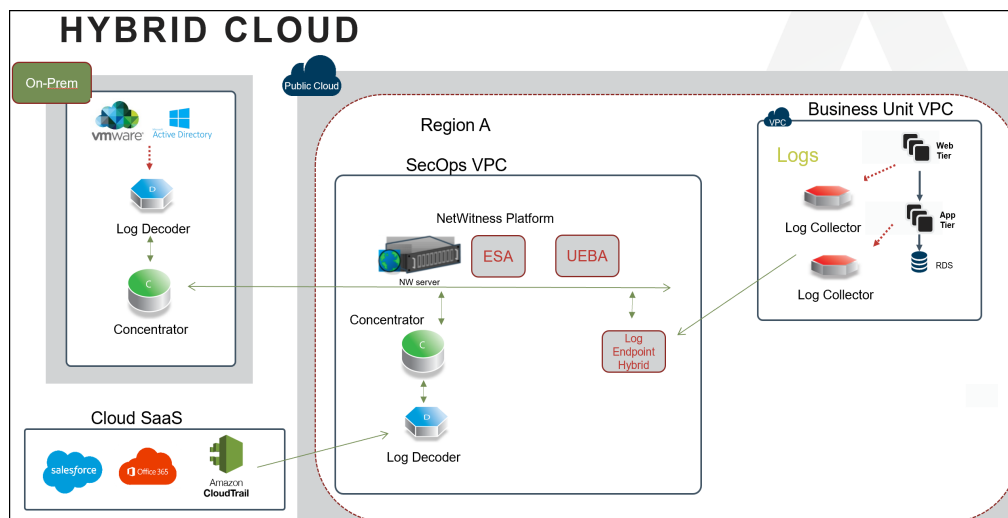 HYBRID CLOUD
On-Prem
vmware
Active Directory
D
Log Decoder
C
Concentrator
Cloud SaaS
salesforce
Office 365
Amazon
CloudTrail
Public Cloud
Region A
SecOps VPC
NetWitness Platform
NW server
ESA
UEBA
Concentrator
C
D
Log Decoder
Log
Endpoint
Hybrid
Business Unit VPC
VPC
Logs
Web
Tier
Log Collector
App
Tier
Log Collector
RDS